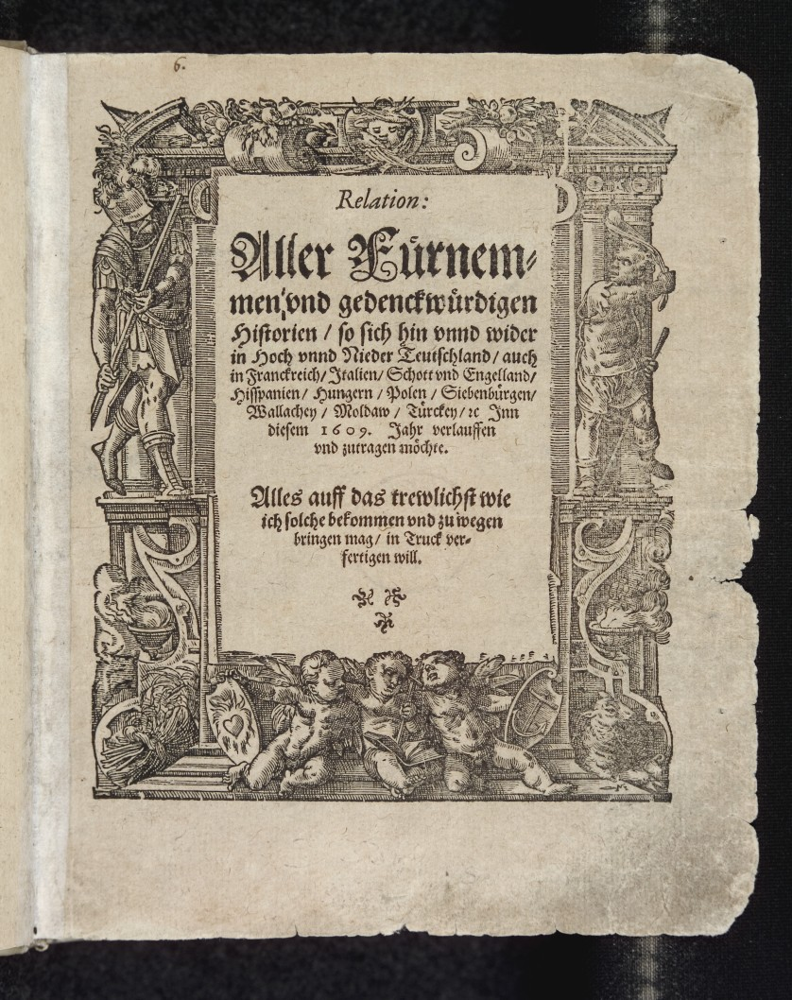 6.
Relation:
Aller Fürnem-
men, vnd gedenckwürdigen
Historien / so sich hin vnnd wider
in Hoch vnnd Nieder Teutschland / auch
in Franckreich / Italien / Schott vnd Engelland /
Hisspanien / Hungern / Polen / Siebenbürgen /
Wallachey / Moldaw / Türckey / ꝛc Inn
diesem 1609. Jahr verlauffen
vnd zutragen möchte.
Alles auff das trewlichst wie
ich solche bekommen vnd zu wegen
bringen mag / in Truck ver-
fertigen will.